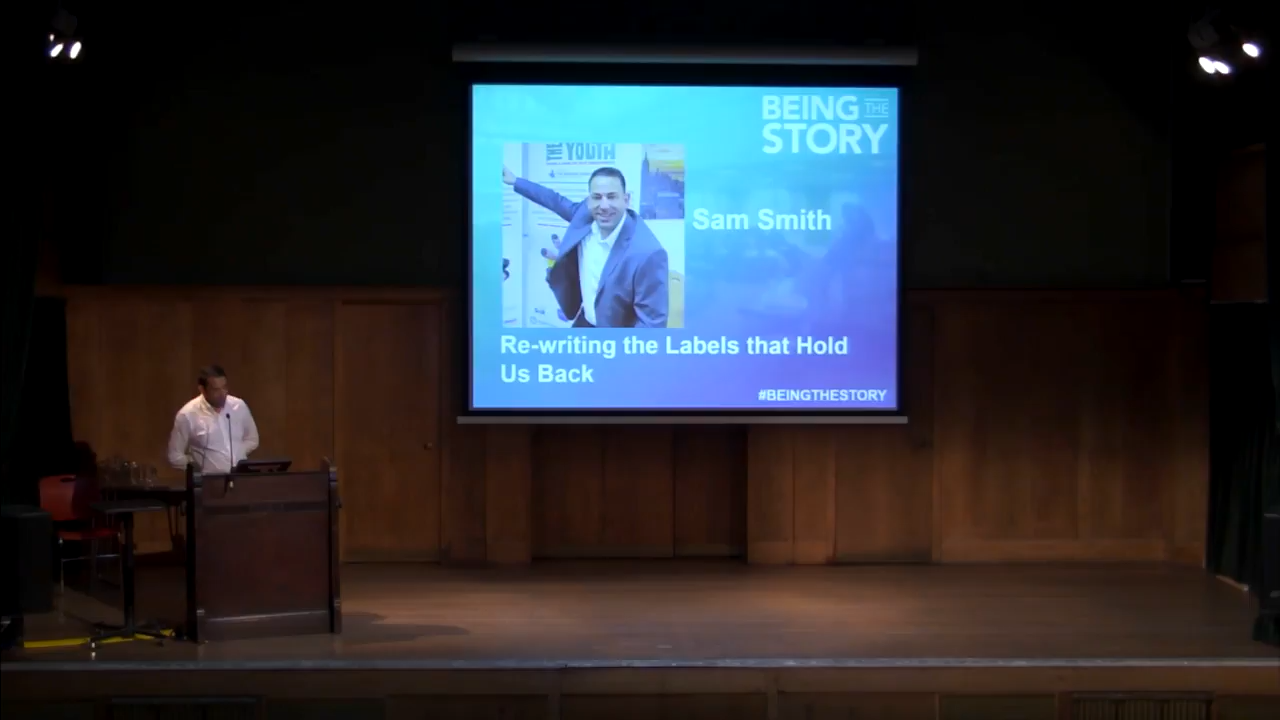 BEING THE
STORY
THE YOUTH
Sam Smith
Re-writing the Labels that Hold
Us Back
#BEINGTHESTORY